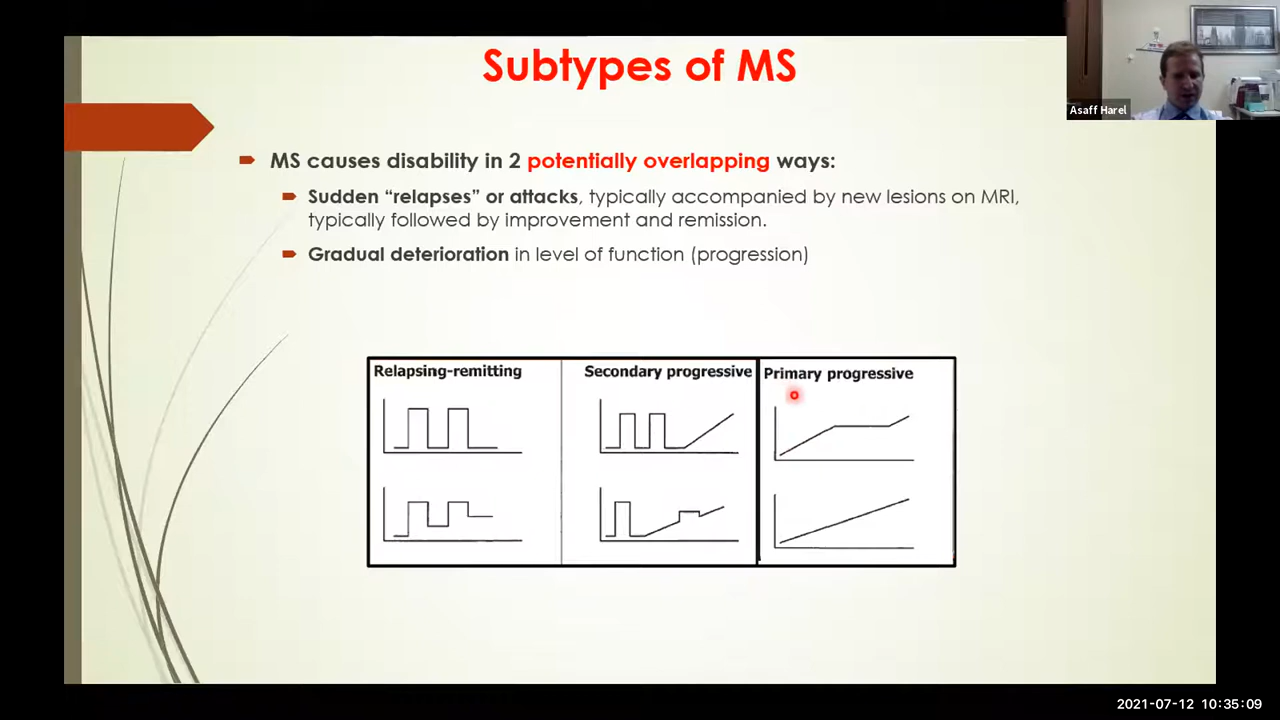 Subtypes of MS
Asaff Harel
MS causes disability in 2 potentially overlapping ways:
Sudden “relapses” or attacks, typically accompanied by new lesions on MRI,
typically followed by improvement and remission.
Gradual deterioration in level of function (progression)
Relapsing-remitting
Secondary progressive
Primary progressive
2021-07-12 10:35:09